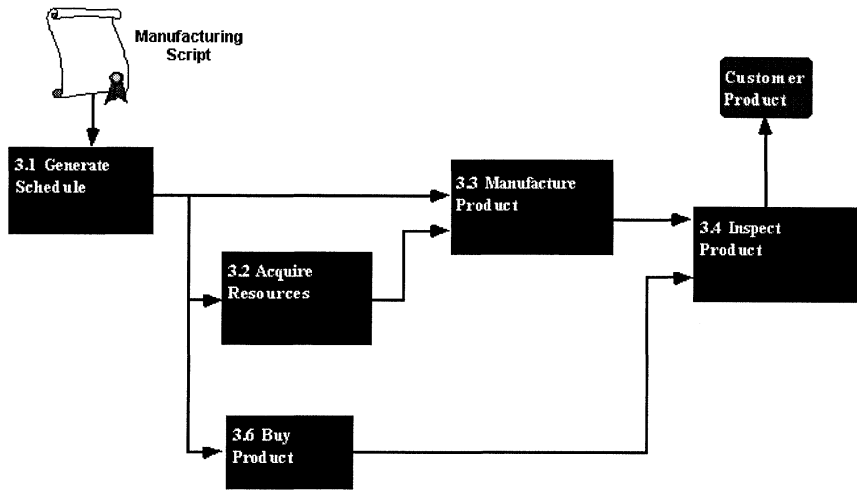 Manufacturing
Script
Customer
Product
3.1 Generate
Schedule
3.3 Manufacture
Product
3.4 Inspect
Product
3.2 Acquire
Resources
3.6 Buy
Product